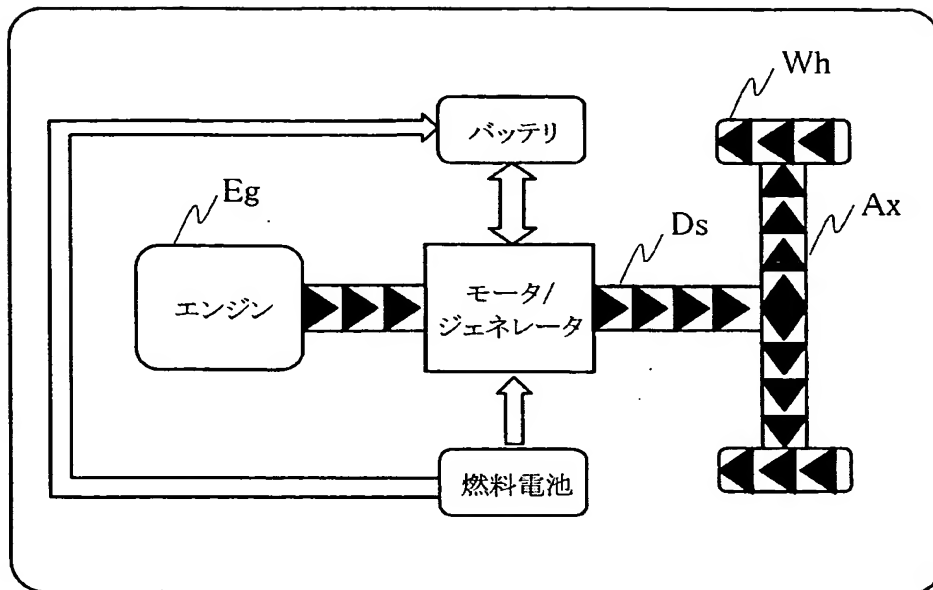 Wh
バッテリ
Eg
Ax
Ds
エンジン
モータ/
ジェネレータ
燃料電池